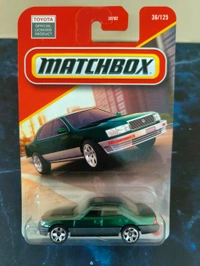 TOYOTA
OFFICIAL
LICENSED
PRODUCT
38/125
MATCHBOX